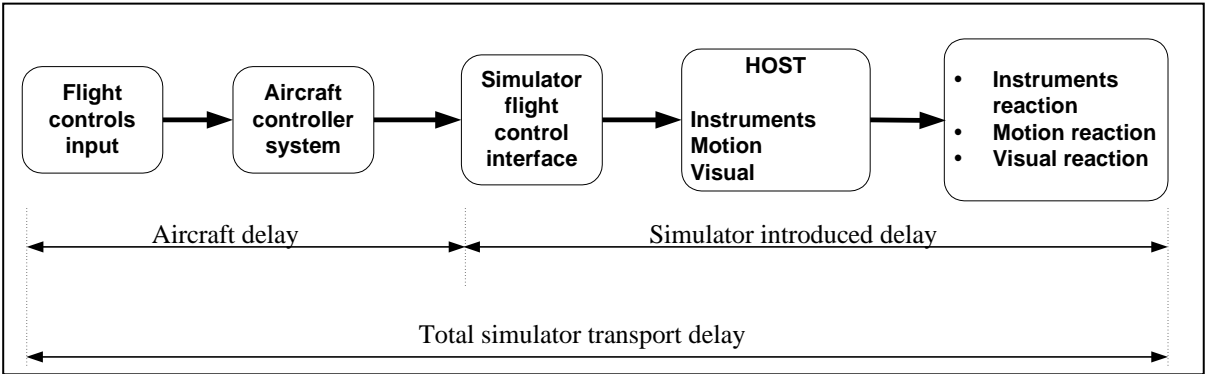 Flight
controls
input
Aircraft
controller
system
Simulator
flight
control
interface
HOST
Instruments
Motion
Visual
• Instruments
reaction
• Motion reaction
• Visual reaction
Aircraft delay
Simulator introduced delay
Total simulator transport delay